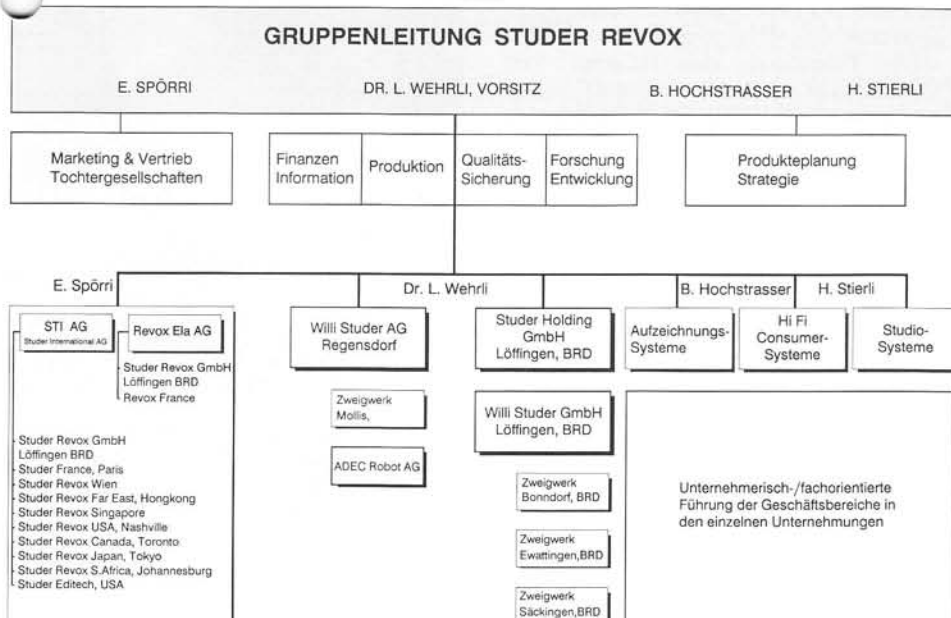 GRUPPENLEITUNG STUDER REVOX
E. SPÖRRI
DR. L. WEHRLI, VORSITZ
B. HOCHSTRASSER
H. STIERLI
Marketing & Vertrieb
Tochtergesellschaften
Finanzen
Information
Produktion
Qualitäts-
Sicherung
Forschung
Entwicklung
Produkteplanung
Strategie
E. Spörri
Dr. L. Wehrli
B. Hochstrasser
H. Stierli
STI AG
Studer International AG
Revox Ela AG
Studer Revox GmbH
Löffingen BRD
Revox France
Studer Revox GmbH
Löffingen BRD
Studer France, Paris
Studer Revox Wien
Studer Revox Far East, Hongkong
Studer Revox Singapore
Studer Revox USA, Nashville
Studer Revox Canada, Toronto
Studer Revox Japan, Tokyo
Studer Revox S.Africa, Johannesburg
Studer Editech, USA
Willi Studer AG
Regensdorf
Zweigwerk
Mollis,
ADEC Robot AG
Studer Holding
GmbH
Löffingen, BRD
Willi Studer GmbH
Löffingen, BRD
Zweigwerk
Bonndorf, BRD
Zweigwerk
Ewattingen,BRD
Zweigwerk
Säckingen,BRD
Aufzeichnungs-
Systeme
Hi Fi
Consumer-
Systeme
Studio-
Systeme
Unternehmerisch-/fachorientierte
Führung der Geschäftsbereiche in
den einzelnen Unternehmungen